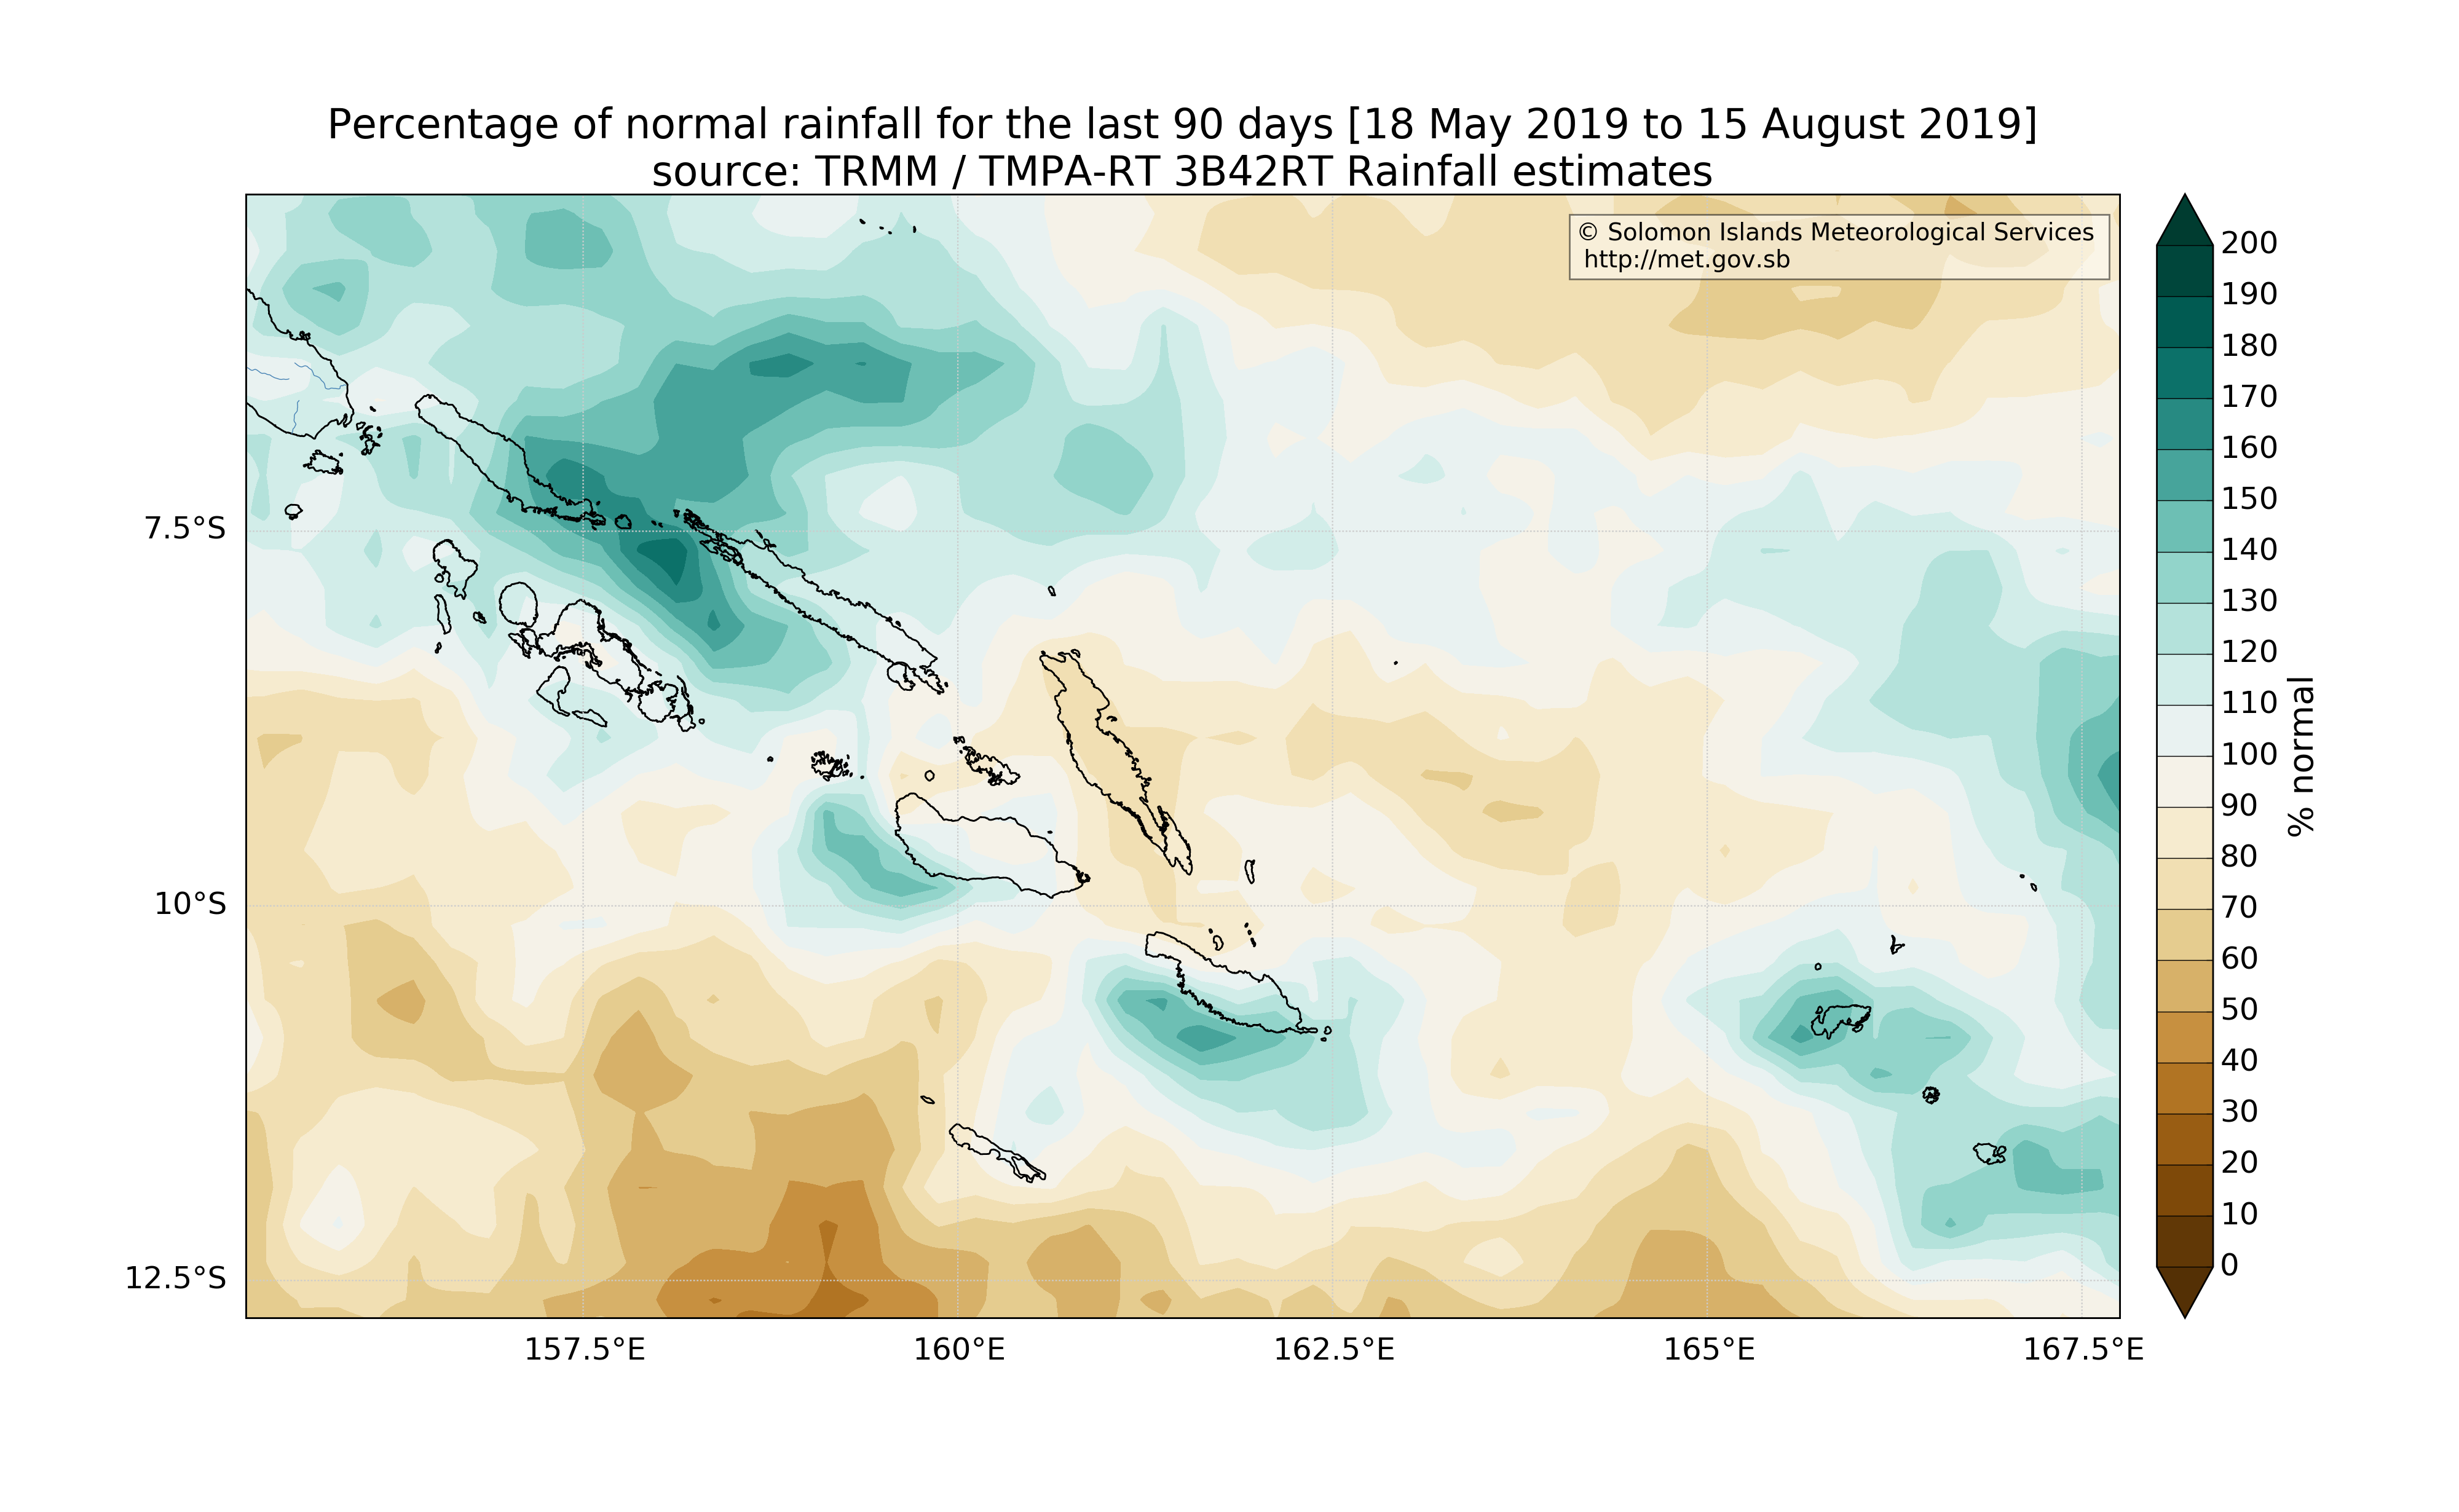 Percentage of normal rainfall for the last 90 days [18 May 2019 to 15 August 2019]
source: TRMM / TMPA-RT 3B42RT Rainfall estimates
© Solomon Islands Meteorological Services
http://met.gov.sb
7.5°S
10°S
12.5°S
157.5°E
160°E
162.5°E
165°E
167.5°E
200
190
180
170
160
150
140
130
120
110
100
90
80
70
60
50
40
30
20
10
0
% normal